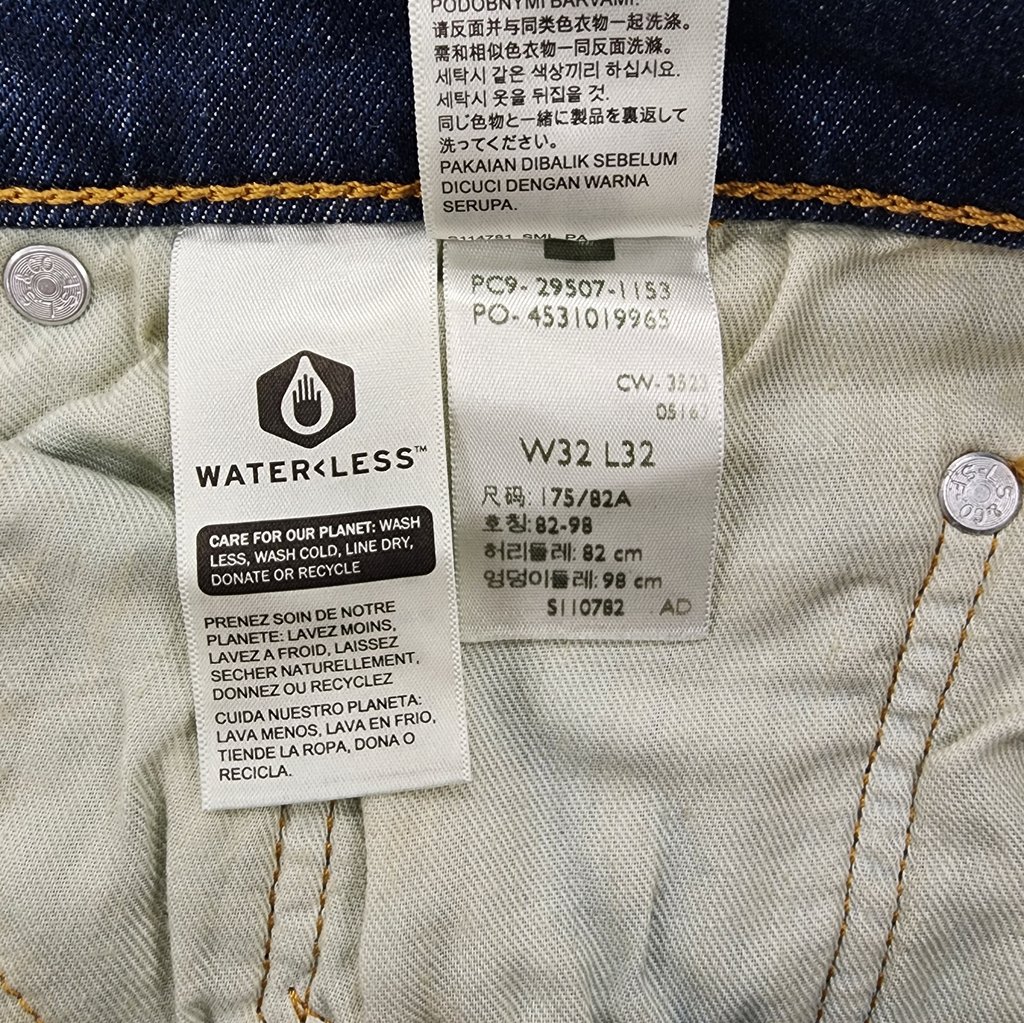 PODOBNYMI BARVAMI.
请反面并与同类色衣物一起洗涤。
需和相似色衣物一同反面洗滌。
세탁시 같은 색상끼리 하십시요.
세탁시 옷을 뒤집을 것.
同じ色物と一緒に製品を裏返して
洗ってください。
PAKAIAN DIBALIK SEBELUM
DICUCI DENGAN WARNA
SERUPA.
PC9- 29507-1153
PO- 4531019965
CW- 3523
05167
W32 L32
尺码: 175/82A
호칭: 82-98
허리둘레: 82 cm
엉덩이둘레: 98 cm
S110782 AD
WATER<LESS™
CARE FOR OUR PLANET: WASH
LESS, WASH COLD, LINE DRY,
DONATE OR RECYCLE
PRENEZ SOIN DE NOTRE
PLANETE: LAVEZ MOINS,
LAVEZ A FROID, LAISSEZ
SECHER NATURELLEMENT,
DONNEZ OU RECYCLEZ
CUIDA NUESTRO PLANETA:
LAVA MENOS, LAVA EN FRIO,
TIENDE LA ROPA, DONA O
RECICLA.